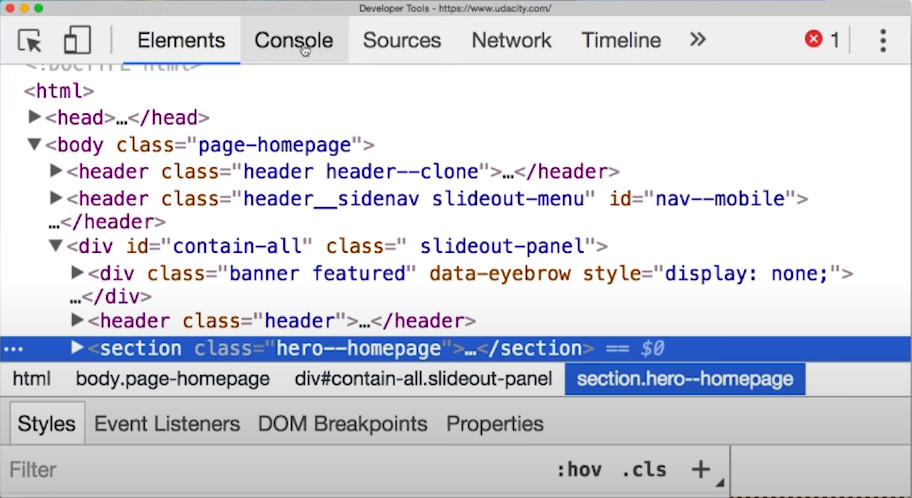 Developer Tools - https://www.udacity.com/
Elements Console Sources Network Timeline » 1
<!DOCTYPE html>
<html>
▶<head>…</head>
▼<body class="page-homepage">
▶<header class="header header--clone">…</header>
▶<header class="header__sidenav slideout-menu" id="nav--mobile">
…</header>
▼<div id="contain-all" class=" slideout-panel">
▶<div class="banner featured" data-eyebrow style="display: none;">
…</div>
▶<header class="header">…</header>
… ▶<section class="hero--homepage">…</section> == $0
html body.page-homepage div#contain-all.slideout-panel section.hero--homepage
Styles Event Listeners DOM Breakpoints Properties
Filter :hov .cls +